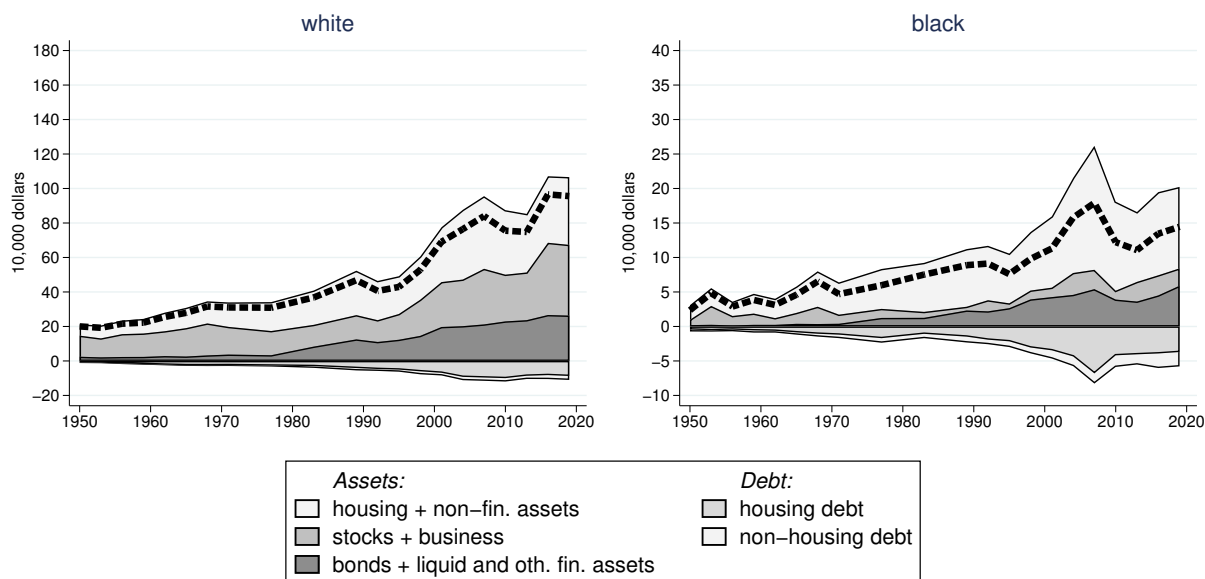 white
180
160
140
120
100
80
60
40
20
0
−20
10,000 dollars
1950 1960 1970 1980 1990 2000 2010 2020
black
40
35
30
25
20
15
10
5
0
−5
−10
10,000 dollars
1950 1960 1970 1980 1990 2000 2010 2020
Assets:
housing + non−fin. assets
stocks + business
bonds + liquid and oth. fin. assets
Debt:
housing debt
non−housing debt